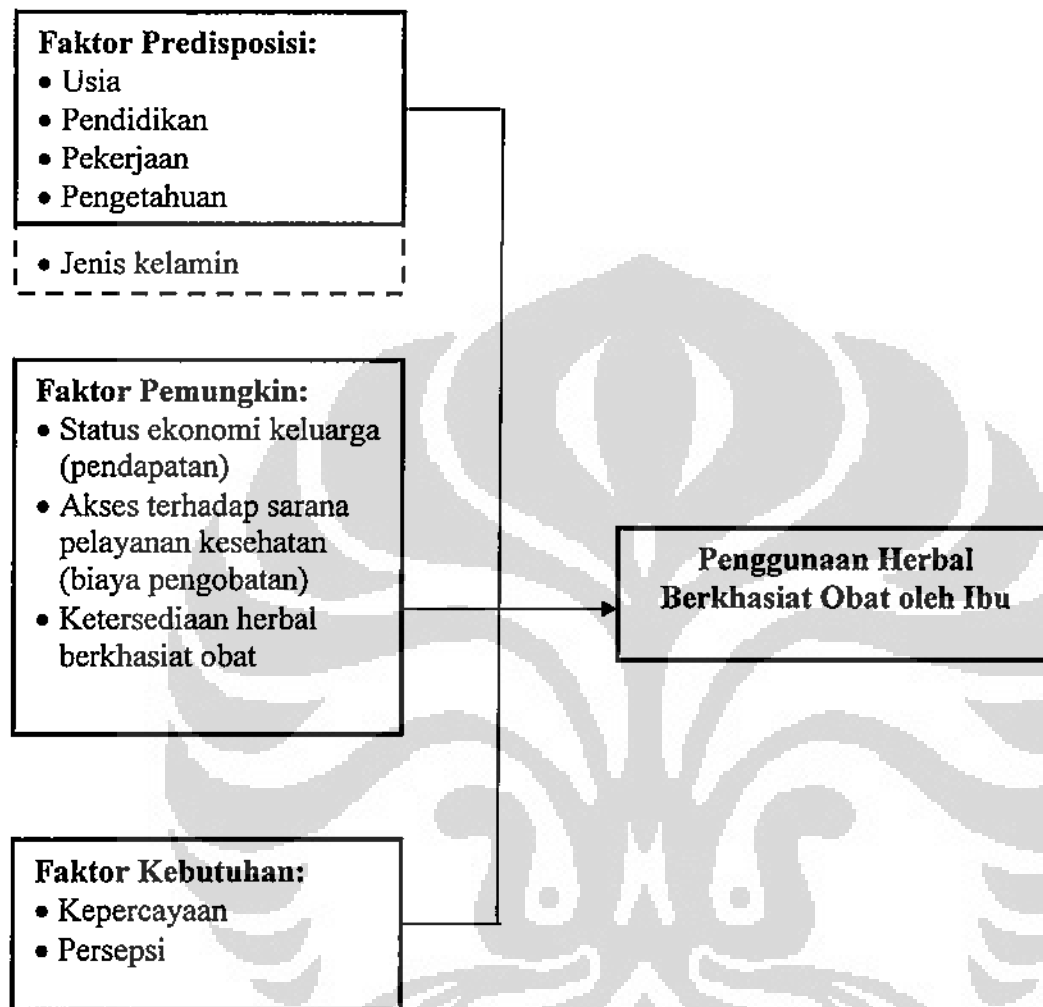 Faktor Predisposisi:
• Usia
• Pendidikan
• Pekerjaan
• Pengetahuan
• Jenis kelamin
Faktor Pemungkin:
• Status ekonomi keluarga
(pendapatan)
• Akses terhadap sarana
pelayanan kesehatan
(biaya pengobatan)
• Ketersediaan herbal
berkhasiat obat
Penggunaan Herbal
Berkhasiat Obat oleh Ibu
Faktor Kebutuhan:
• Kepercayaan
• Persepsi